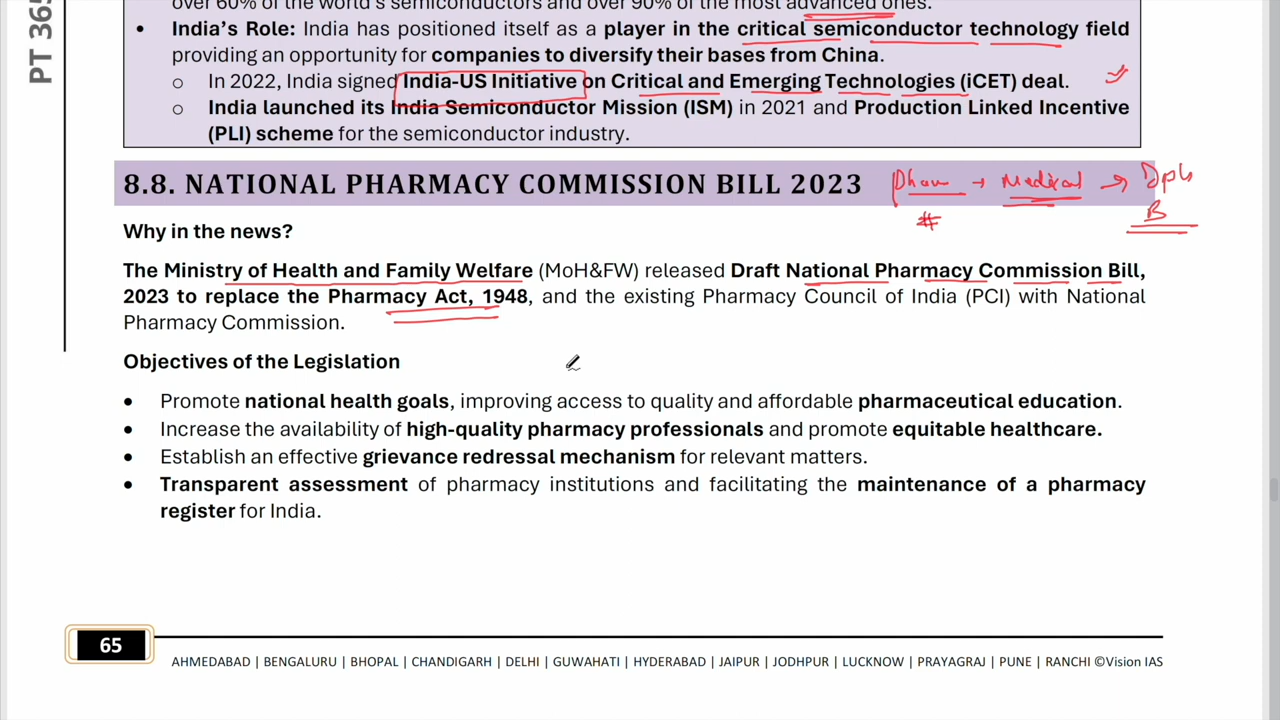 over 60% of the world's semiconductors and over 90% of the most advanced ones.
• India's Role: India has positioned itself as a player in the critical semiconductor technology field
providing an opportunity for companies to diversify their bases from China.
o In 2022, India signed India-US Initiative on Critical and Emerging Technologies (iCET) deal.
o India launched its India Semiconductor Mission (ISM) in 2021 and Production Linked Incentive
(PLI) scheme for the semiconductor industry.
PT 365
8.8. NATIONAL PHARMACY COMMISSION BILL 2023
→ Medical →
B
#
Why in the news?
The Ministry of Health and Family Welfare (MoH&FW) released Draft National Pharmacy Commission Bill,
2023 to replace the Pharmacy Act, 1948, and the existing Pharmacy Council of India (PCI) with National
Pharmacy Commission.
Objectives of the Legislation
• Promote national health goals, improving access to quality and affordable pharmaceutical education.
• Increase the availability of high-quality pharmacy professionals and promote equitable healthcare.
• Establish an effective grievance redressal mechanism for relevant matters.
• Transparent assessment of pharmacy institutions and facilitating the maintenance of a pharmacy
register for India.
65
AHMEDABAD | BENGALURU | BHOPAL | CHANDIGARH | DELHI | GUWAHATI | HYDERABAD | JAIPUR | JODHPUR | LUCKNOW | PRAYAGRAJ | PUNE | RANCHI ©Vision IAS